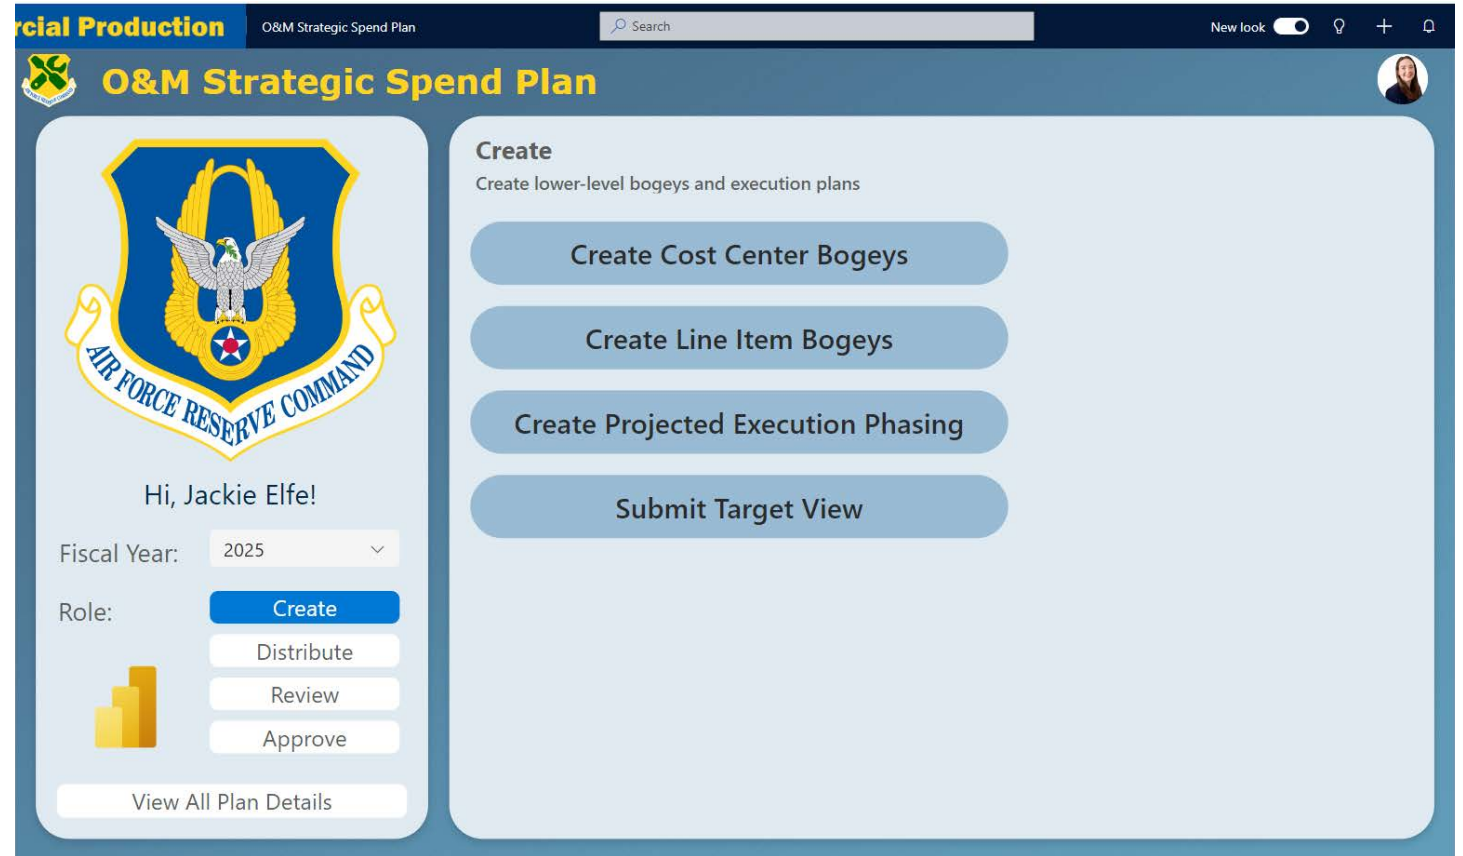 rcial Production
O&M Strategic Spend Plan
Search
New look
O&M Strategic Spend Plan
AIR FORCE RESERVE COMMAND
Hi, Jackie Elfe!
Fiscal Year:
2025
Role:
Create
Distribute
Review
Approve
View All Plan Details
Create
Create lower-level bogeys and execution plans
Create Cost Center Bogeys
Create Line Item Bogeys
Create Projected Execution Phasing
Submit Target View